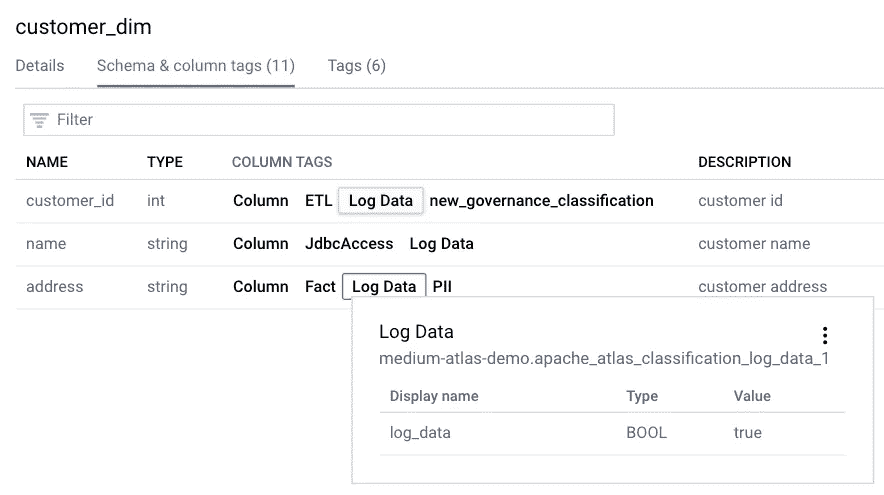 customer_dim
Details Schema & column tags (11) Tags (6)
Filter
NAME TYPE COLUMN TAGS DESCRIPTION
customer_id int Column ETL Log Data new_governance_classification customer id
name string Column JdbcAccess Log Data customer name
address string Column Fact Log Data PII customer address
Log Data
medium-atlas-demo.apache_atlas_classification_log_data_1
Display name Type Value
log_data BOOL true